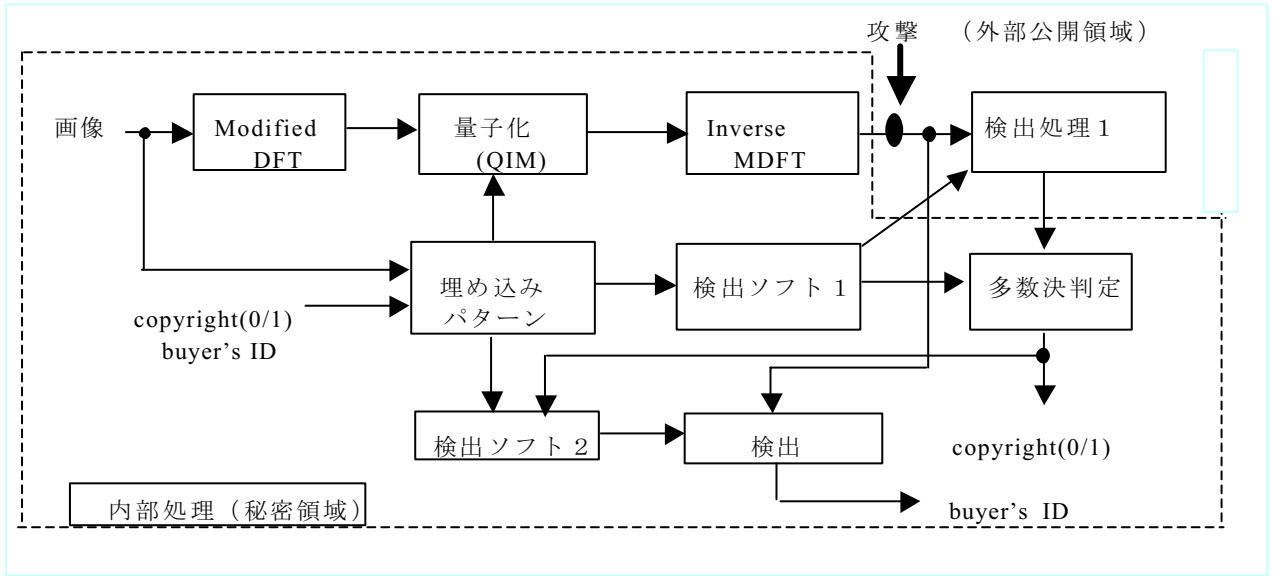 攻撃 （外部公開領域）
画像
Modified
DFT
量子化
(QIM)
Inverse
MDFT
検出処理１
埋め込み
パターン
検出ソフト１
多数決判定
copyright(0/1)
buyer's ID
検出ソフト２
検出
copyright(0/1)
buyer's ID
内部処理（秘密領域）